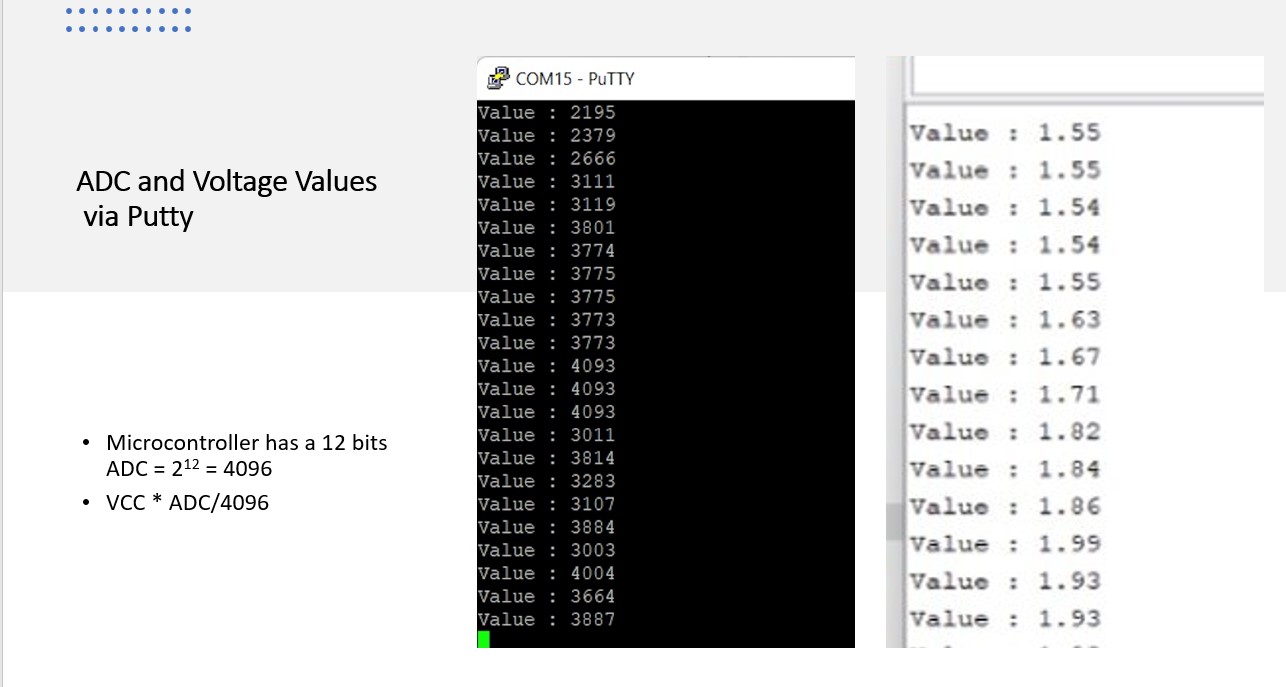 ADC and Voltage Values
via Putty
• Microcontroller has a 12 bits
ADC = 2¹² = 4096
• VCC * ADC/4096
COM15 - PuTTY
Value : 2195
Value : 2379
Value : 2666
Value : 3111
Value : 3119
Value : 3801
Value : 3774
Value : 3775
Value : 3775
Value : 3773
Value : 3773
Value : 4093
Value : 4093
Value : 4093
Value : 3011
Value : 3814
Value : 3283
Value : 3107
Value : 3884
Value : 3003
Value : 4004
Value : 3664
Value : 3887
Value : 1.55
Value : 1.55
Value : 1.54
Value : 1.54
Value : 1.55
Value : 1.63
Value : 1.67
Value : 1.71
Value : 1.82
Value : 1.84
Value : 1.86
Value : 1.99
Value : 1.93
Value : 1.93